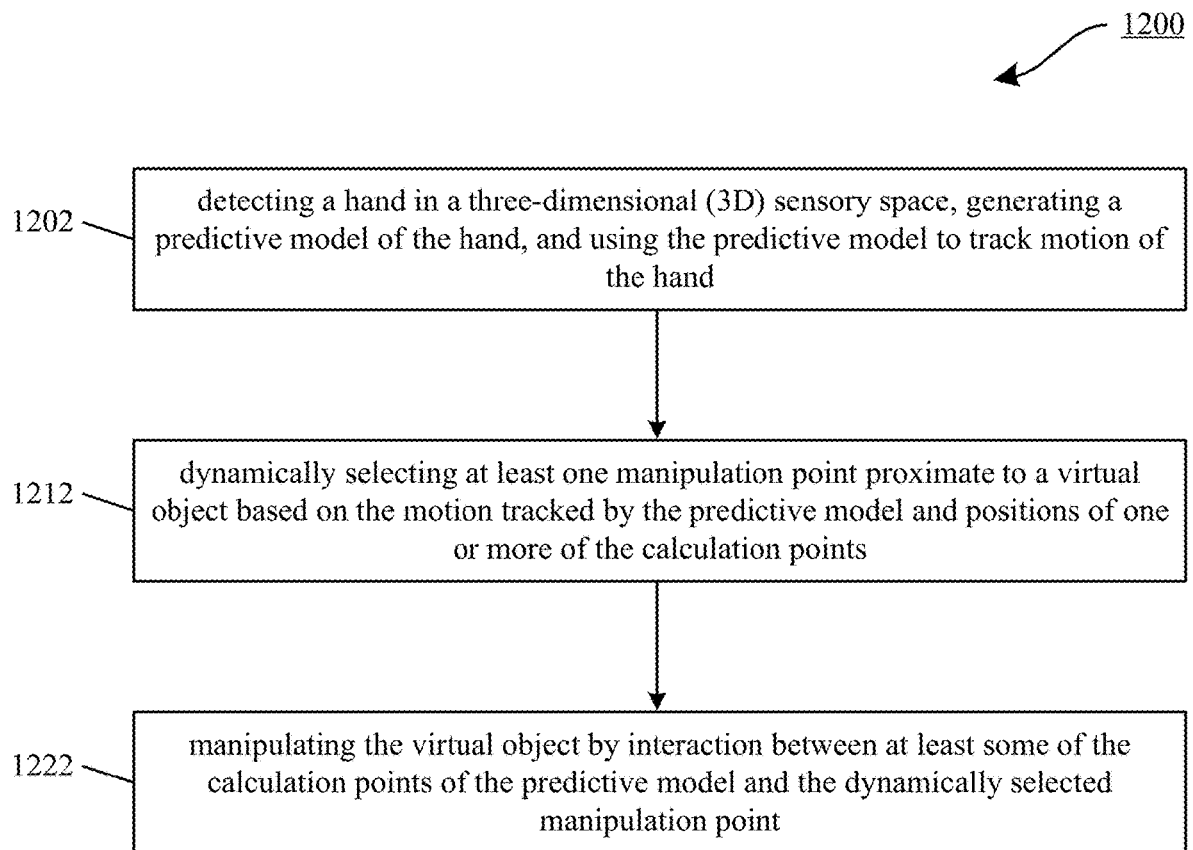 1200
1202
detecting a hand in a three-dimensional (3D) sensory space, generating a
predictive model of the hand, and using the predictive model to track motion of
the hand
1212
dynamically selecting at least one manipulation point proximate to a virtual
object based on the motion tracked by the predictive model and positions of one
or more of the calculation points
1222
manipulating the virtual object by interaction between at least some of the
calculation points of the predictive model and the dynamically selected
manipulation point